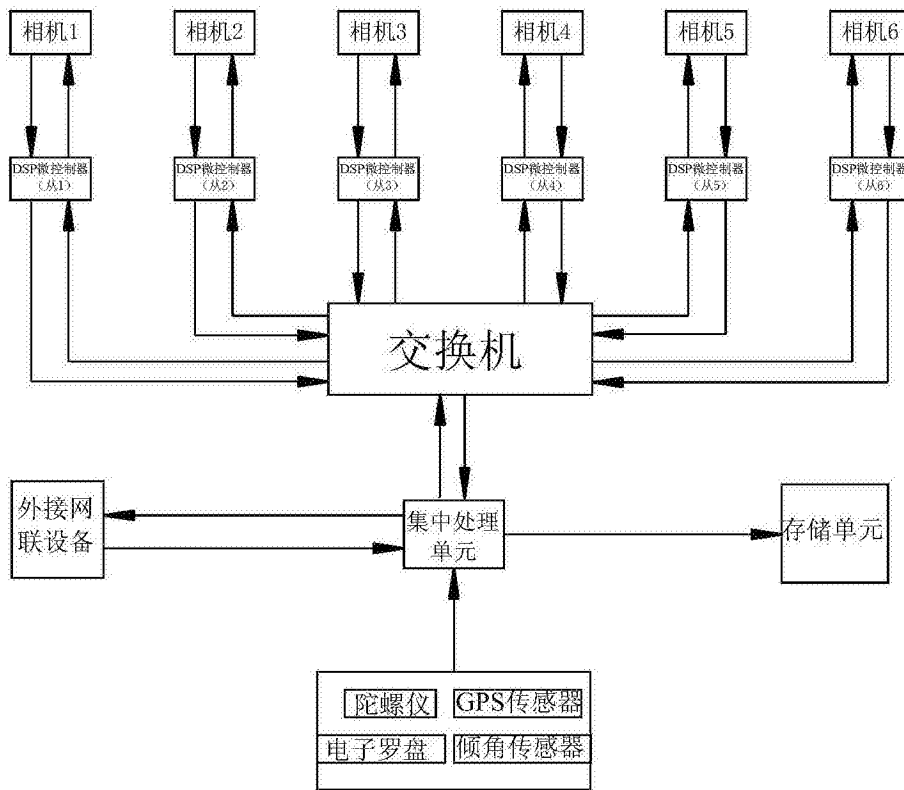 相机1
相机2
相机3
相机4
相机5
相机6
DSP微控制器
（从1）
DSP微控制器
（从2）
DSP微控制器
（从3）
DSP微控制器
（从4）
DSP微控制器
（从5）
DSP微控制器
（从6）
交换机
外接网
联设备
集中处理
单元
存储单元
陀螺仪
GPS传感器
电子罗盘
倾角传感器